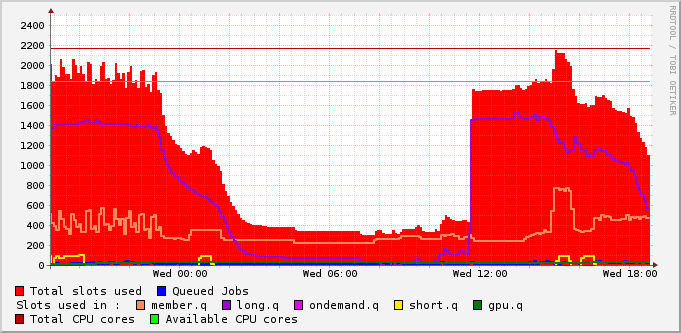 RRDTOOL / TOBI OETIKER
2400
2200
2000
1800
1600
1400
1200
1000
800
600
400
200
0
Wed 00:00 Wed 06:00 Wed 12:00 Wed 18:00
Total slots used Queued Jobs
Slots used in : member.q long.q ondemand.q short.q gpu.q
Total CPU cores Available CPU cores